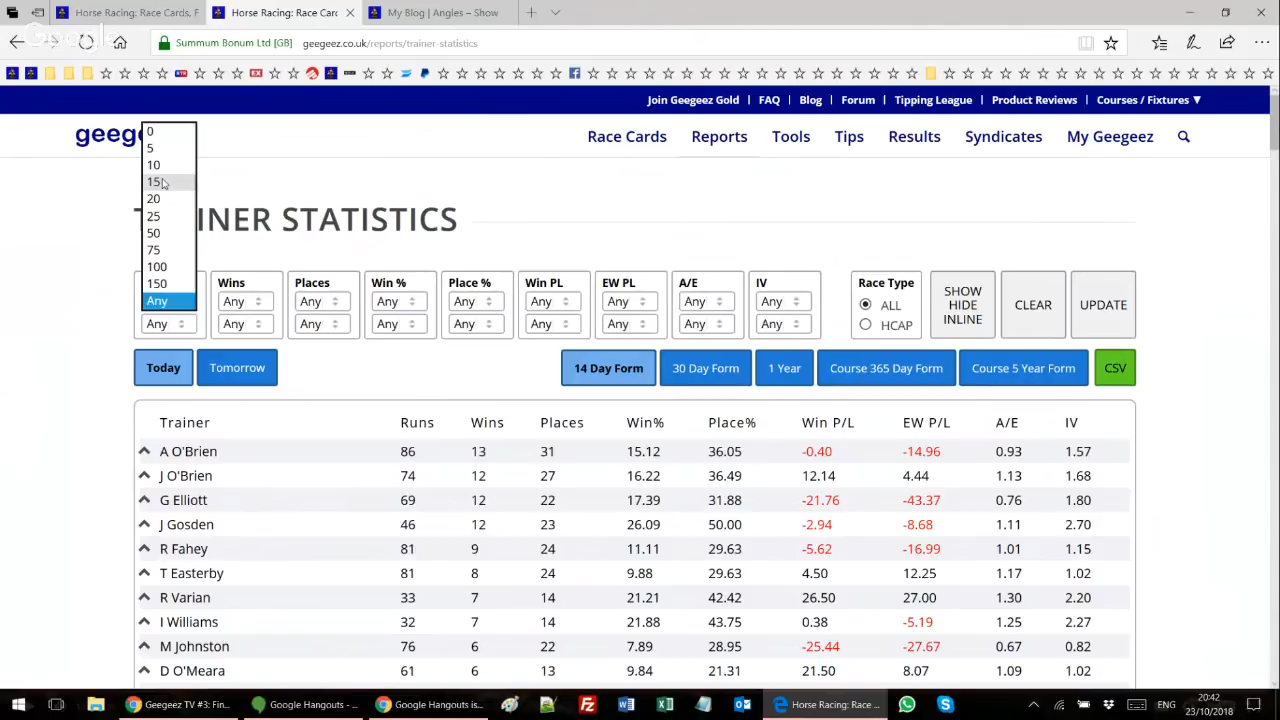 Horse Racing: Race Cards, F
Horse Racing: Race Card
My Blog | Angles – Show
Google
Summum Bonum Ltd [GB]
geegeez.co.uk/reports/trainer-statistics
Join Geegeez Gold | FAQ | Blog | Forum | Tipping League | Product Reviews | Courses / Fixtures ▼
geeg
Race Cards
Reports
Tools
Tips
Results
Syndicates
My Geegeez
0
5
10
15
20
25
50
75
100
150
Any
INER STATISTICS
Wins
Places
Win %
Place %
Win PL
EW PL
A/E
IV
Race Type
Any Any Any Any Any Any Any Any
ALL
Any Any Any Any Any Any Any Any Any
HCAP
SHOW
HIDE
INLINE
CLEAR
UPDATE
Today
Tomorrow
14 Day Form
30 Day Form
1 Year
Course 365 Day Form
Course 5 Year Form
CSV
Trainer Runs Wins Places Win% Place% Win P/L EW P/L A/E IV
A O'Brien 86 13 31 15.12 36.05 -0.40 -14.96 0.93 1.57
J O'Brien 74 12 27 16.22 36.49 12.14 4.44 1.13 1.68
G Elliott 69 12 22 17.39 31.88 -21.76 -43.37 0.76 1.80
J Gosden 46 12 23 26.09 50.00 -2.94 -8.68 1.11 2.70
R Fahey 81 9 24 11.11 29.63 -5.62 -16.99 1.01 1.15
T Easterby 81 8 24 9.88 29.63 4.50 12.25 1.17 1.02
R Varian 33 7 14 21.21 42.42 26.50 27.00 1.30 2.20
I Williams 32 7 14 21.88 43.75 0.38 -5.19 1.25 2.27
M Johnston 76 6 22 7.89 28.95 -25.44 -27.67 0.67 0.82
D O'Meara 61 6 13 9.84 21.31 21.50 8.07 1.09 1.02
Geegeez TV #3: Fin...
Google Hangouts - ...
Google Hangouts is...
Horse Racing: Race ...
ENG
20:42
23/10/2018